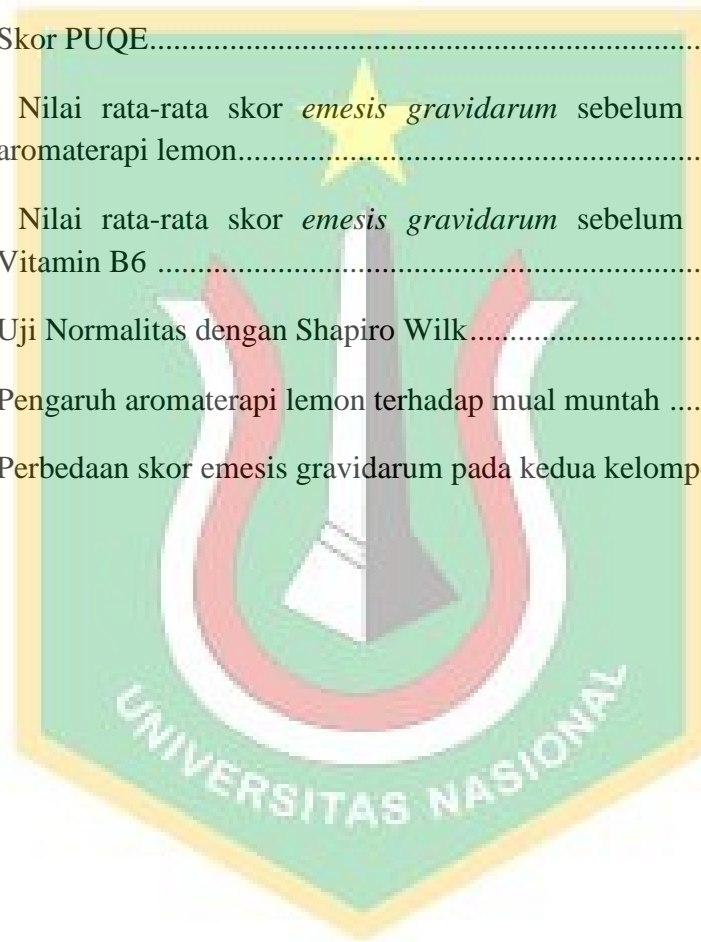 Skor PUQE........................................................................
Nilai rata-rata skor emesis gravidarum sebelum
aromaterapi lemon............................................................
Nilai rata-rata skor emesis gravidarum sebelum
Vitamin B6 .......................................................................
Uji Normalitas dengan Shapiro Wilk..............................
Pengaruh aromaterapi lemon terhadap mual muntah ....
Perbedaan skor emesis gravidarum pada kedua kelomp
UNIVERSITAS NASIONAL